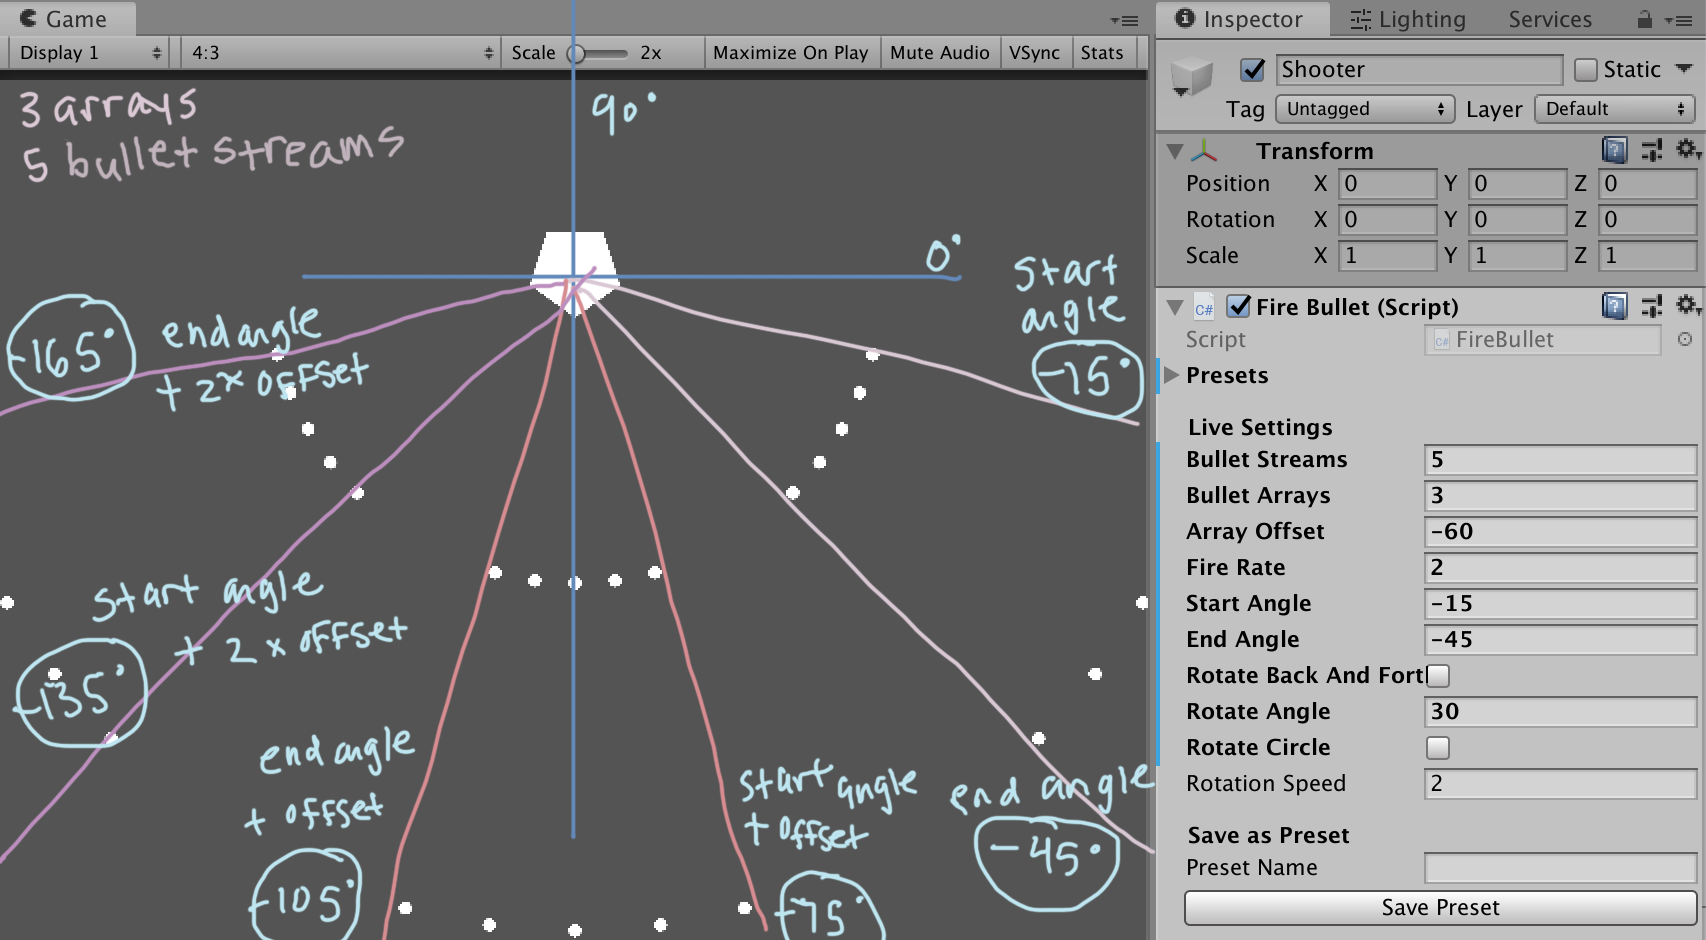 Game
Display 1
4:3
Scale
2x
Maximize On Play
Mute Audio
VSync
Stats
3 arrays
5 bullet streams
90°
0°
start
angle
-15°
-165°
end angle
+ 2x offset
start angle
+ 2 x offset
-135°
end angle
+ offset
-105°
start angle
+ offset
-75°
end angle
-45°
Inspector
Lighting
Services
Shooter
Static
Tag
Untagged
Layer
Default
Transform
Position X 0 Y 0 Z 0
Rotation X 0 Y 0 Z 0
Scale X 1 Y 1 Z 1
C#
Fire Bullet (Script)
Script
FireBullet
Presets
Live Settings
Bullet Streams 5
Bullet Arrays 3
Array Offset -60
Fire Rate 2
Start Angle -15
End Angle -45
Rotate Back And Fort
Rotate Angle 30
Rotate Circle
Rotation Speed 2
Save as Preset
Preset Name
Save Preset